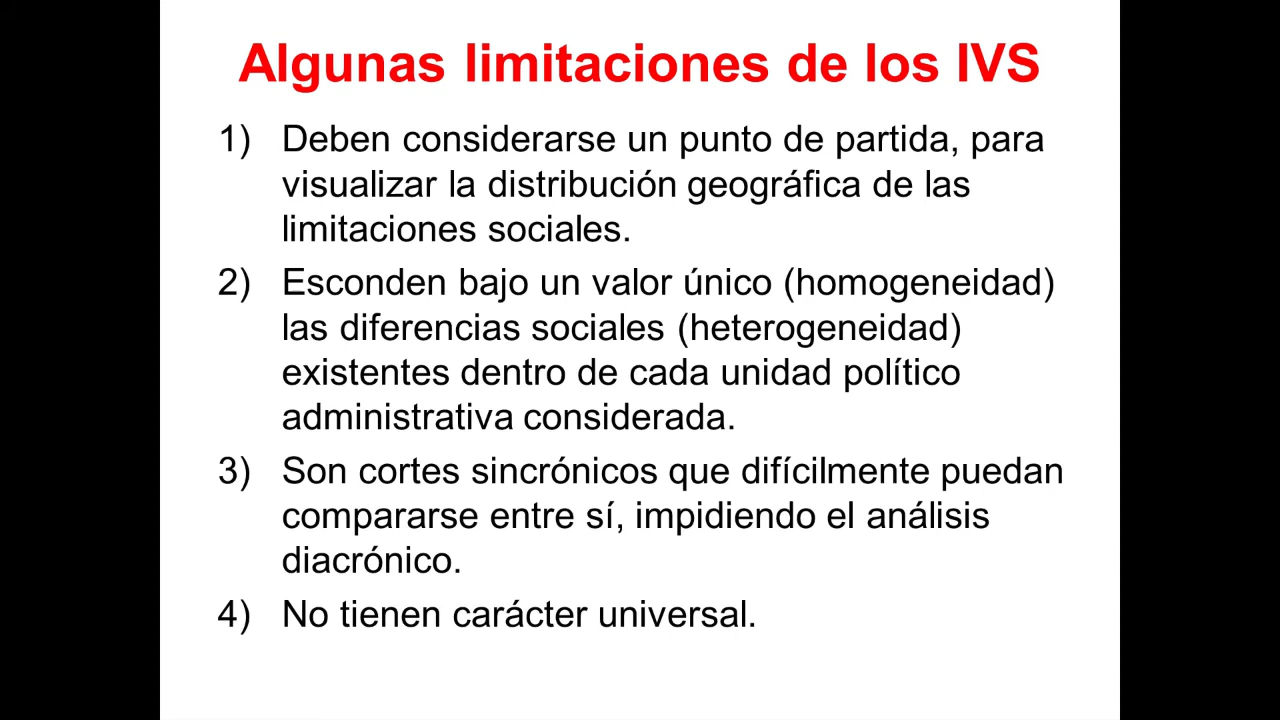 Algunas limitaciones de los IVS
1) Deben considerarse un punto de partida, para
visualizar la distribución geográfica de las
limitaciones sociales.
2) Esconden bajo un valor único (homogeneidad)
las diferencias sociales (heterogeneidad)
existentes dentro de cada unidad político
administrativa considerada.
3) Son cortes sincrónicos que difícilmente puedan
compararse entre sí, impidiendo el análisis
diacrónico.
4) No tienen carácter universal.